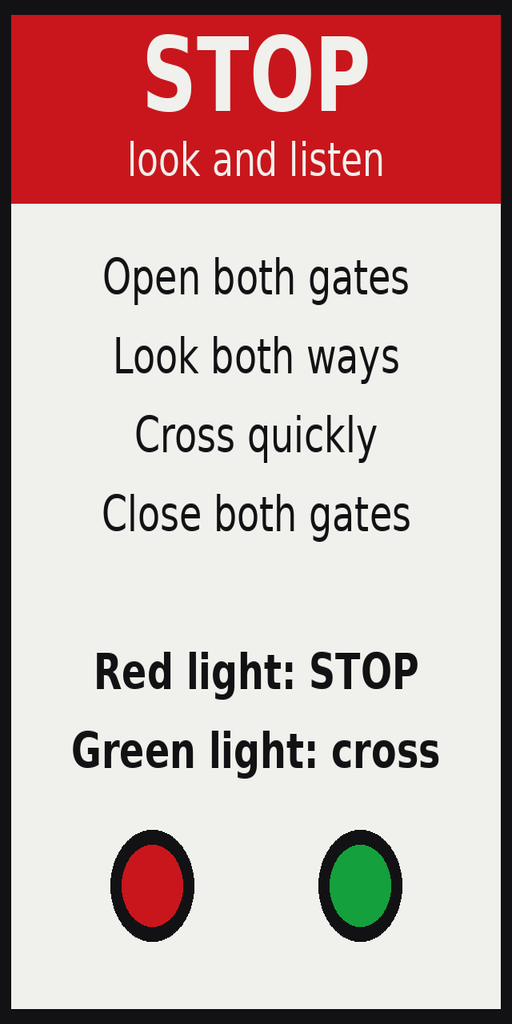 STOP
look and listen
Open both gates
Look both ways
Cross quickly
Close both gates
Red light: STOP
Green light: cross